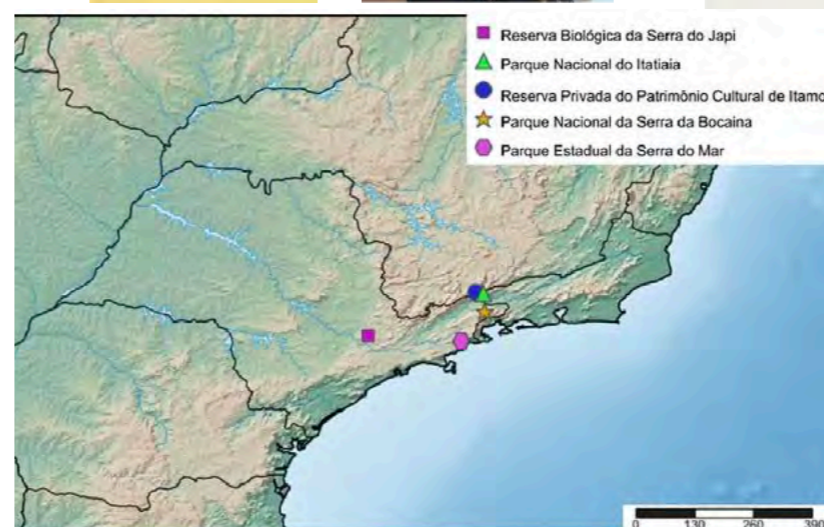 Reserva Biológica da Serra do Japi
Parque Nacional do Itatiaia
Reserva Privada do Patrimônio Cultural de Itamo
Parque Nacional da Serra da Bocaina
Parque Estadual da Serra do Mar
0 130 260 390